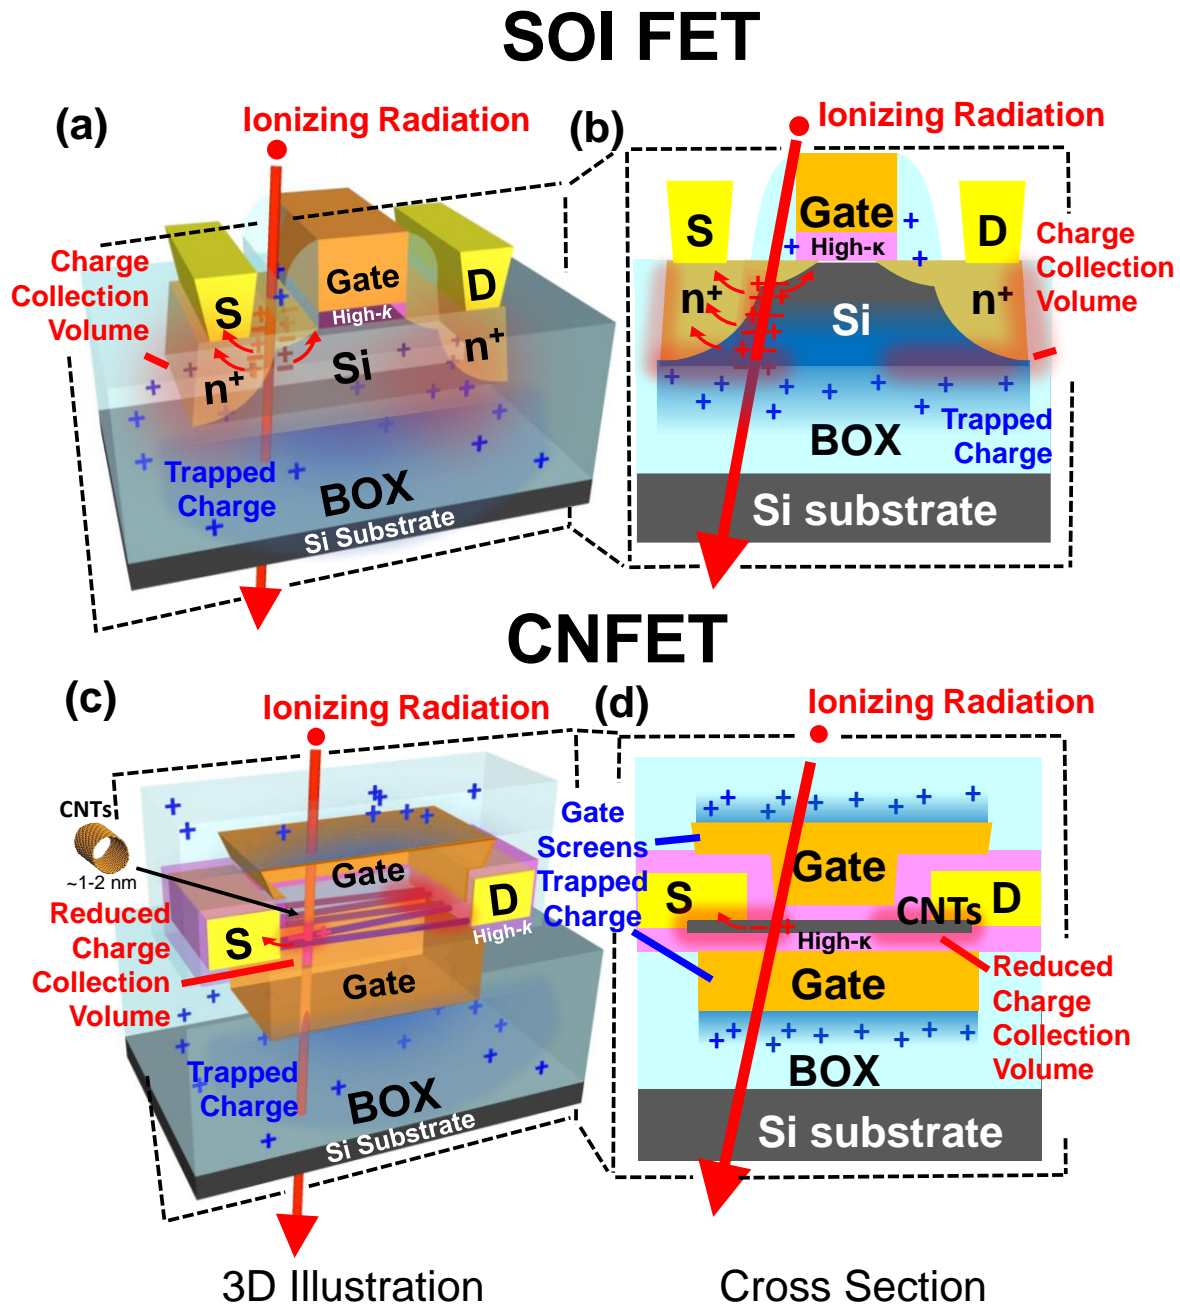 SOI FET
(a)
Ionizing Radiation
Charge
Collection
Volume
S
Gate
High-k
D
n+
Si
n+
Trapped
Charge
BOX
Si Substrate
(b)
Ionizing Radiation
S
Gate
High-κ
D
Charge
Collection
Volume
n+
Si
n+
Trapped
Charge
BOX
Si substrate
CNFET
(c)
Ionizing Radiation
CNTs
~1-2 nm
Gate
Reduced
Charge
Collection
Volume
S
D
High-k
Gate
Trapped
Charge
BOX
Si Substrate
(d)
Ionizing Radiation
Gate
Screens
Trapped
Charge
Gate
S
CNTs
D
High-κ
Gate
Reduced
Charge
Collection
Volume
BOX
Si substrate
3D Illustration
Cross Section